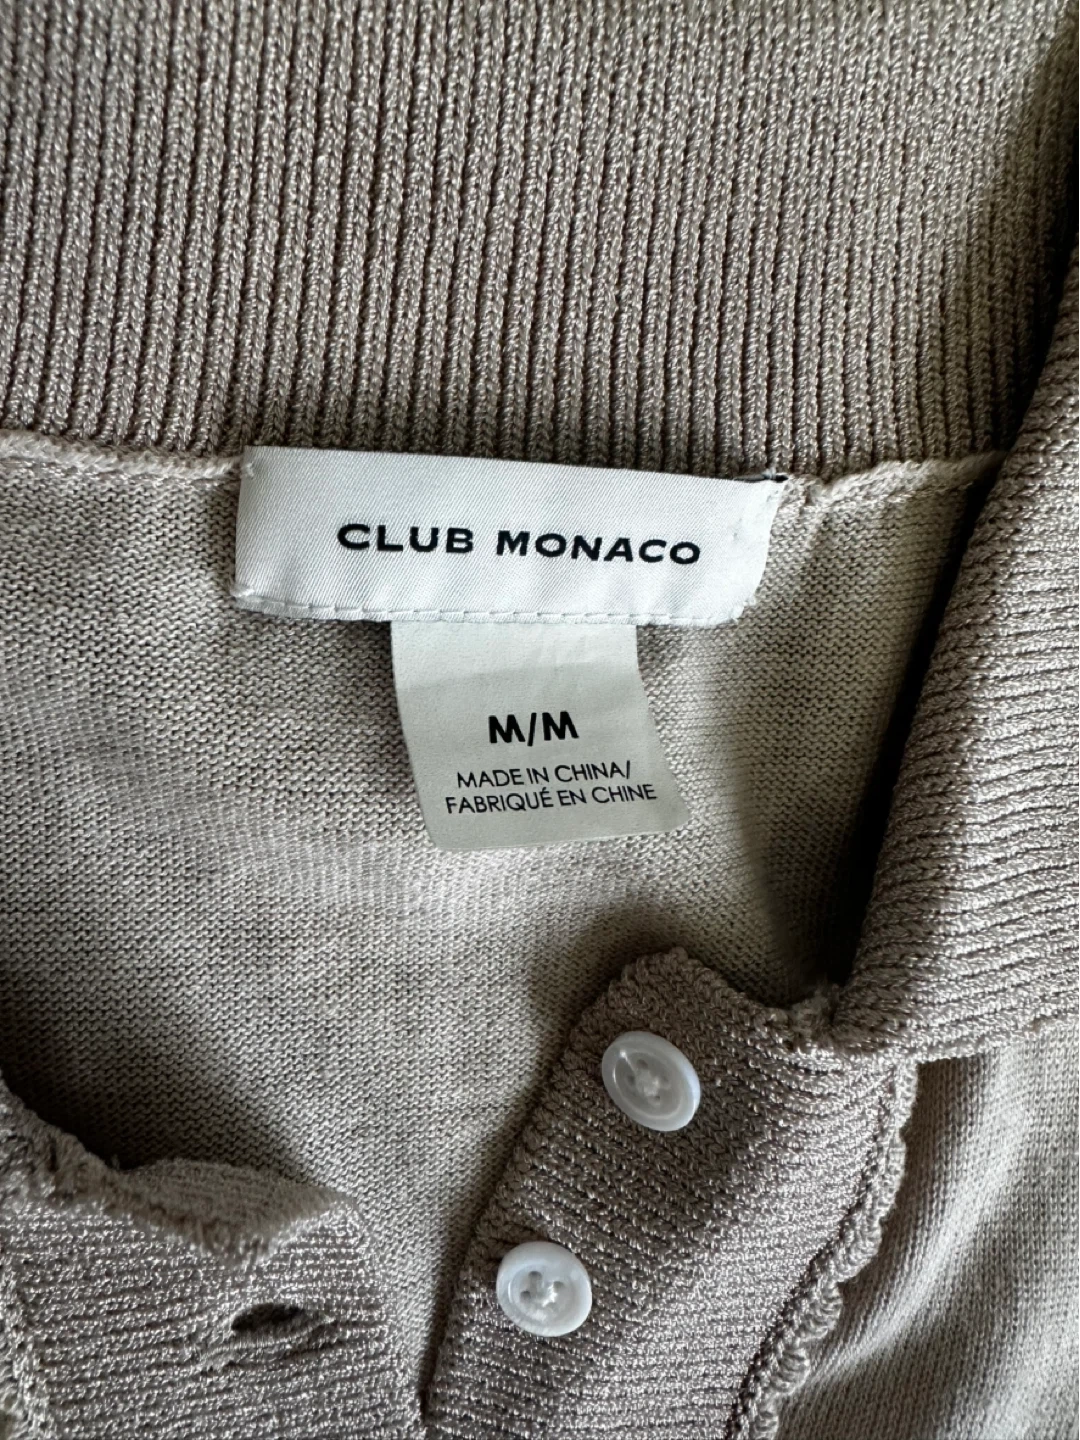 CLUB MONACO
M/M
MADE IN CHINA/
FABRIQUÉ EN CHINE